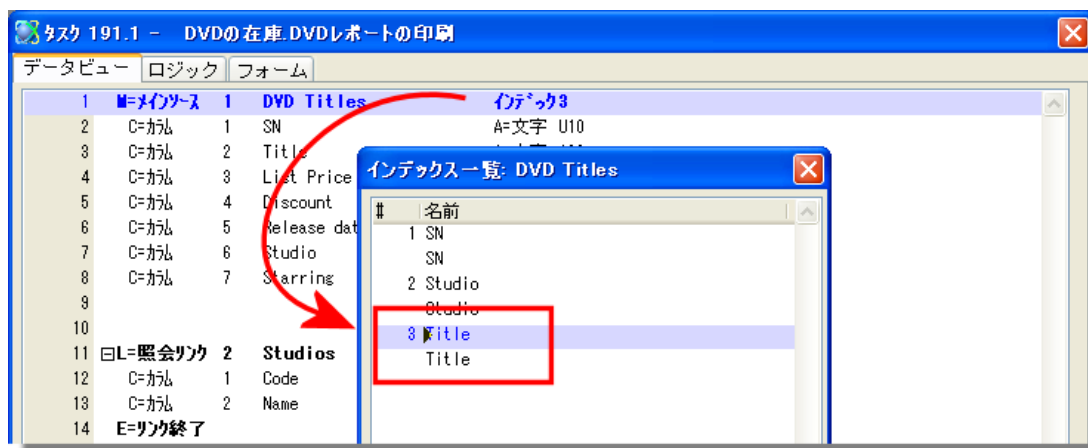 タスク 191.1 - DVDの在庫.DVDレポートの印刷
データビュー ロジック フォーム
1 M=メインソース 1 DVD Titles インデックス3
2 C=カラム 1 SN A=文字 U10
3 C=カラム 2 Title
4 C=カラム 3 List Price
5 C=カラム 4 Discount
6 C=カラム 5 Release dat
7 C=カラム 6 Studio
8 C=カラム 7 Starring
9
10
11 L=照会リンク 2 Studios
12 C=カラム 1 Code
13 C=カラム 2 Name
14 E=リンク終了
インデックス一覧: DVD Titles
# 名前
1 SN
SN
2 Studio
Studio
3 Title
Title